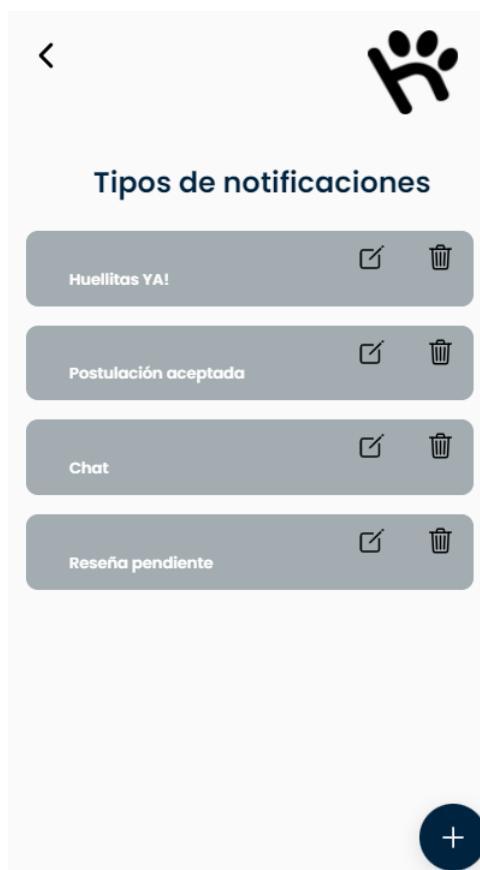 Tipos de notificaciones
Huellitas YA!
Postulación aceptada
Chat
Reseña pendiente